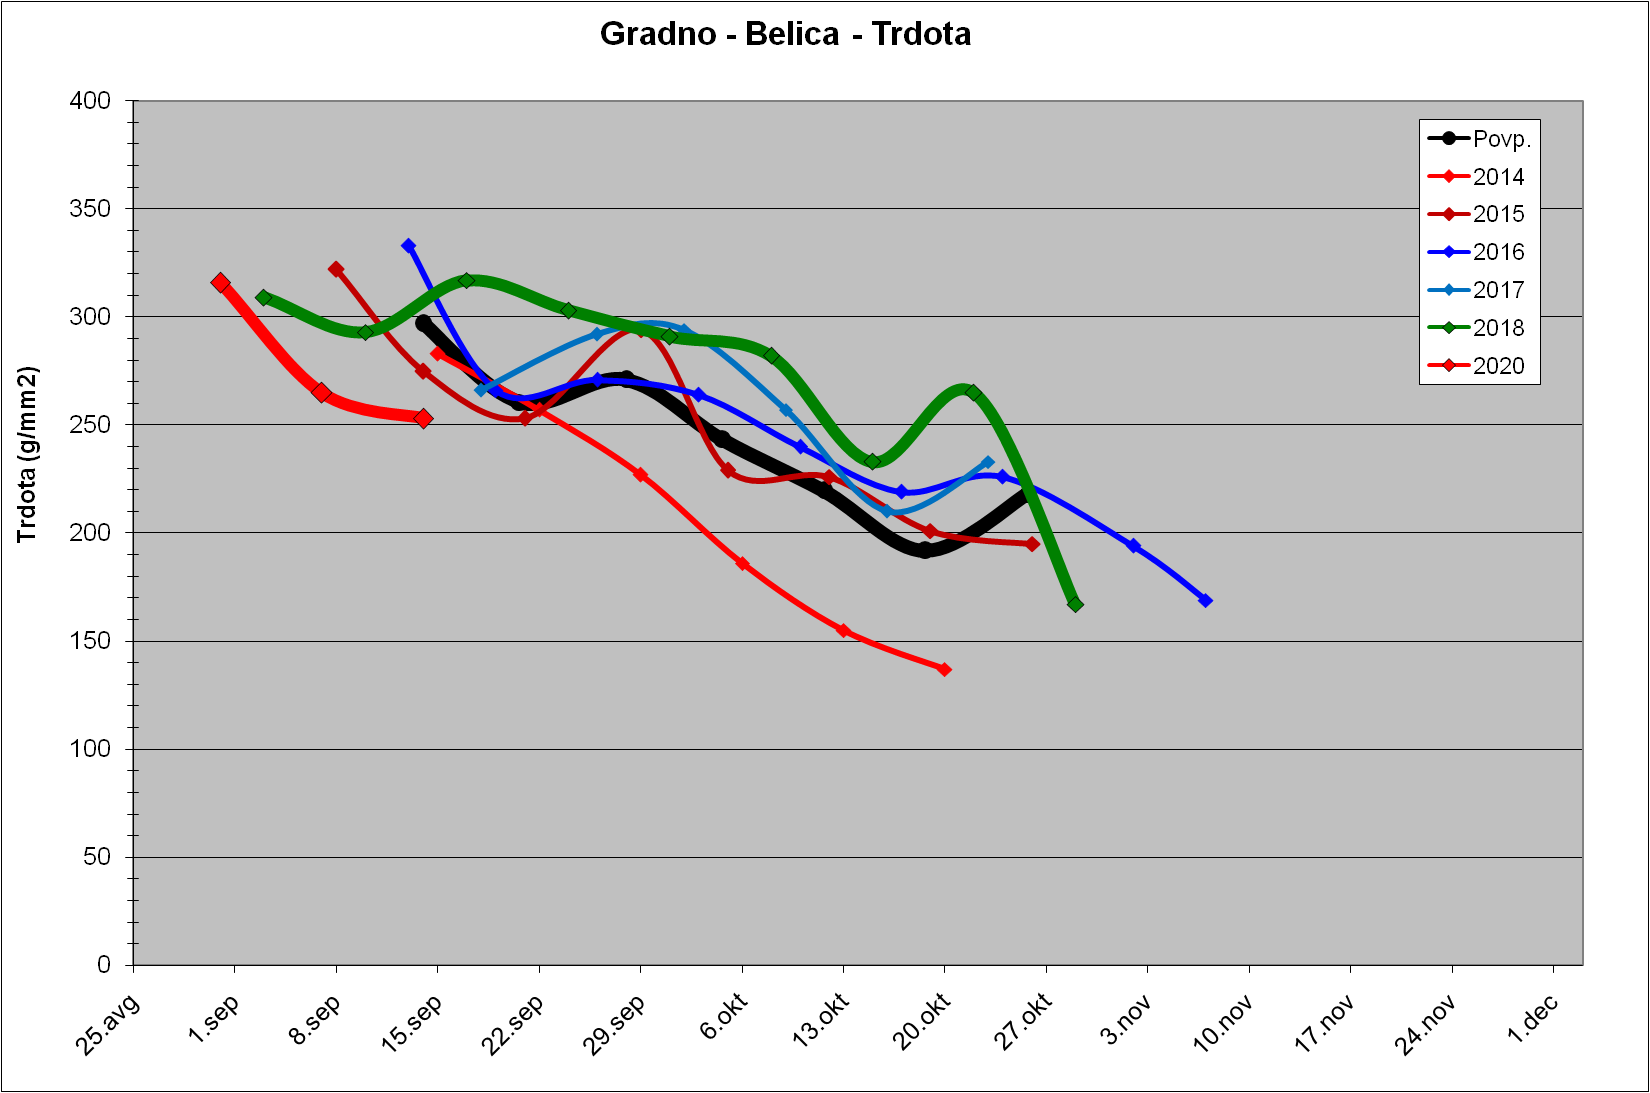 Gradno - Belica - Trdota
Trdota (g/mm2)
400
350
300
250
200
150
100
50
0
25.avg
1.sep
8.sep
15.sep
22.sep
29.sep
6.okt
13.okt
20.okt
27.okt
3.nov
10.nov
17.nov
24.nov
1.dec
Povp.
2014
2015
2016
2017
2018
2020